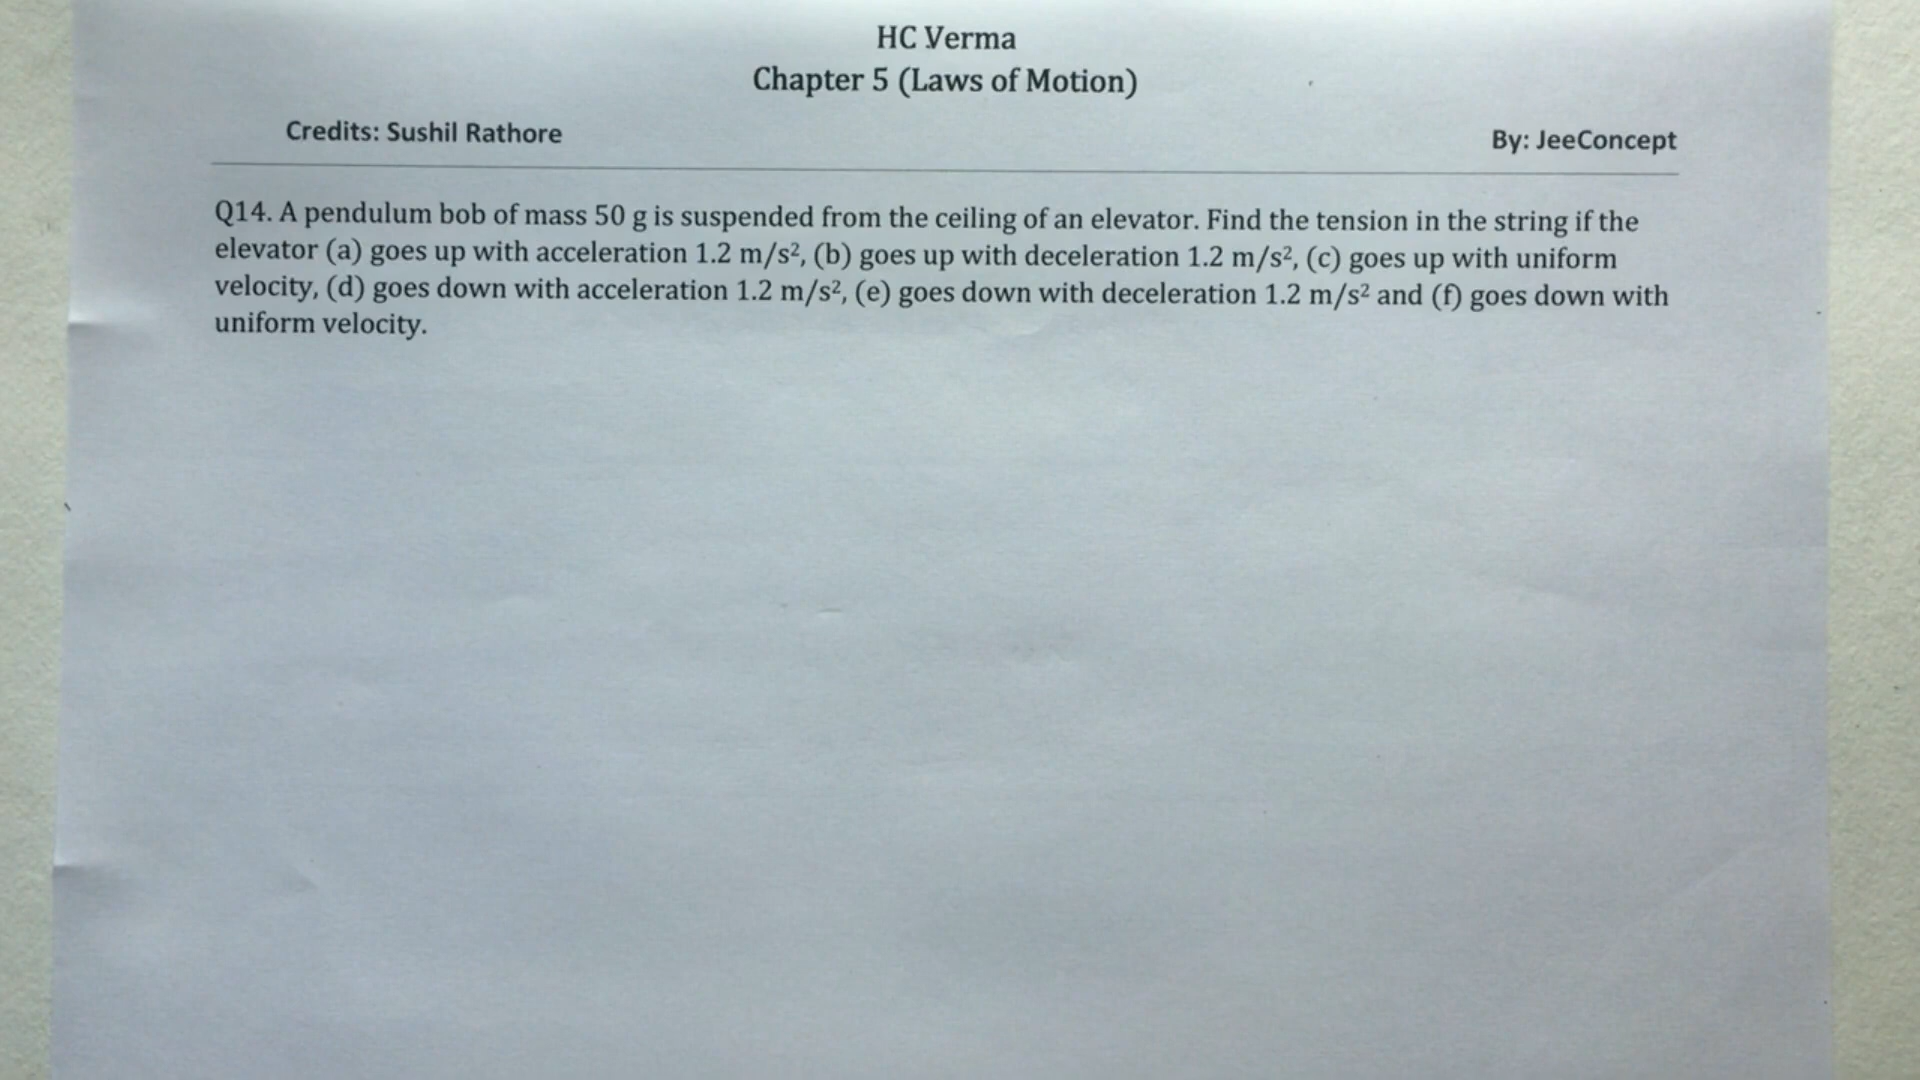 HC Verma
Chapter 5 (Laws of Motion)
Credits: Sushil Rathore
By: JeeConcept
Q14. A pendulum bob of mass 50 g is suspended from the ceiling of an elevator. Find the tension in the string if the
elevator (a) goes up with acceleration 1.2 m/s², (b) goes up with deceleration 1.2 m/s², (c) goes up with uniform
velocity, (d) goes down with acceleration 1.2 m/s², (e) goes down with deceleration 1.2 m/s² and (f) goes down with
uniform velocity.